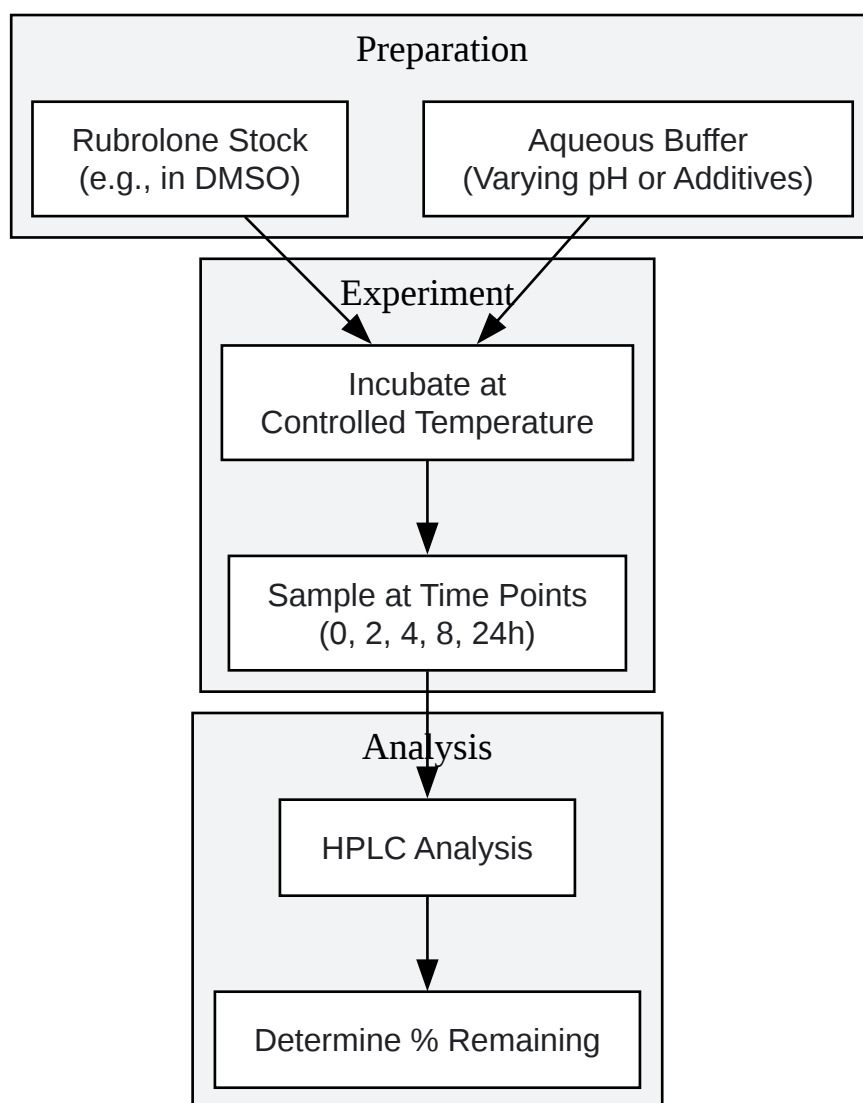 Preparation
Rubrolone Stock
(e.g., in DMSO)
Aqueous Buffer
(Varying pH or Additives)
Experiment
Incubate at
Controlled Temperature
Sample at Time Points
(0, 2, 4, 8, 24h)
Analysis
HPLC Analysis
Determine % Remaining